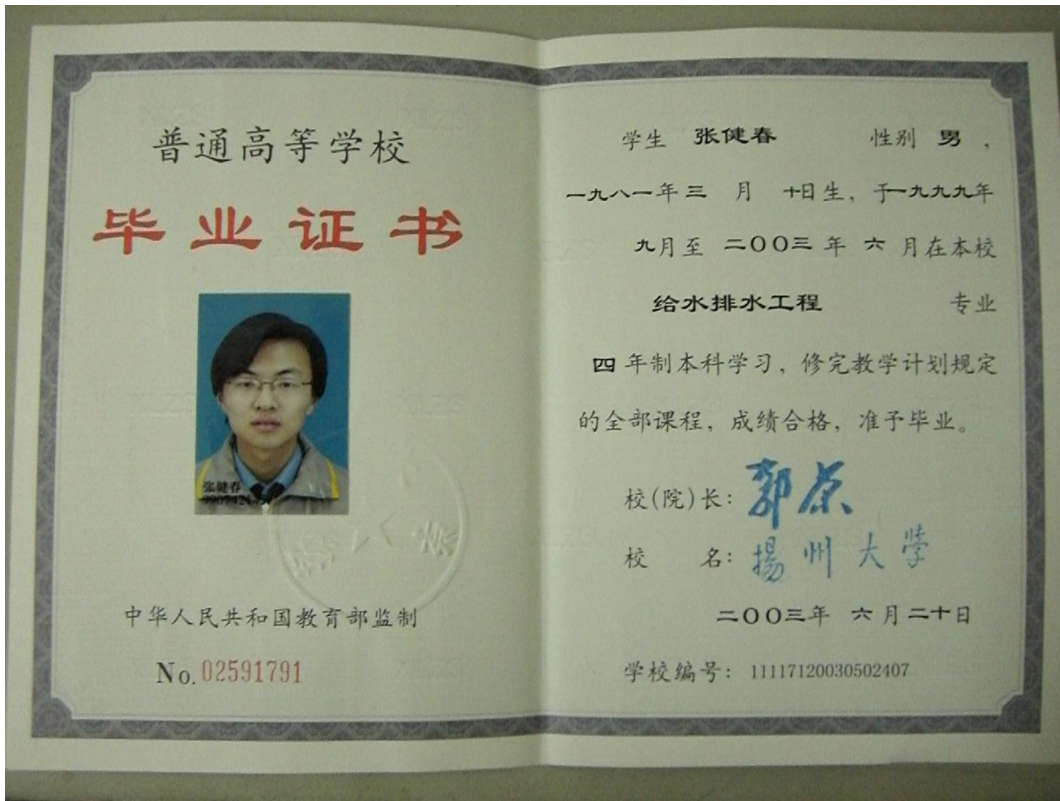 普通高等学校
毕业证书
张健春
中华人民共和国教育部监制
No.02591791
学生 张健春 性别 男，
一九八一年三月十日生，于一九九九年
九月至二〇〇三年六月在本校
给水排水工程 专业
四年制本科学习，修完教学计划规定
的全部课程，成绩合格，准予毕业。
校(院)长：郭荣
校 名：揚州大学
二〇〇三年 六月二十日
学校编号：11117120030502407